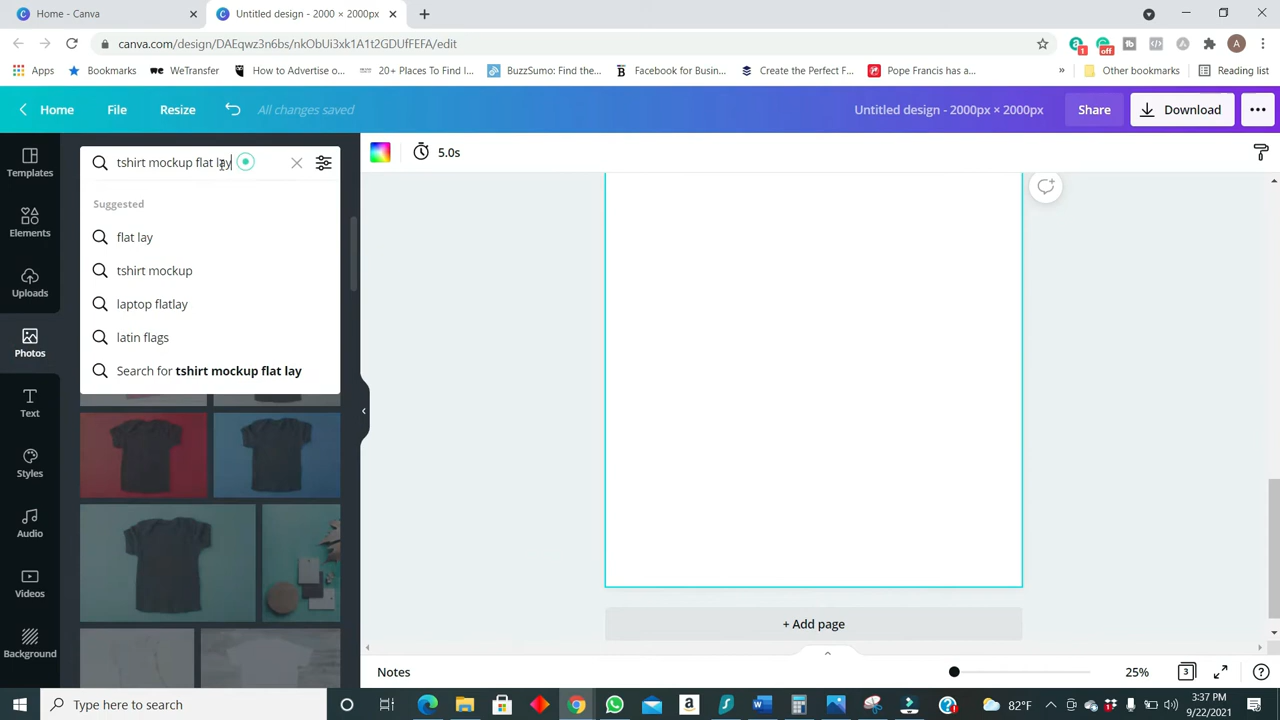 Home - Canva
Untitled design - 2000 × 2000px
canva.com/design/DAEqwz3n6bs/nkObUi3xk1A1t2GDUfFEFA/edit
1
off
A
Apps
Bookmarks
WeTransfer
How to Advertise o...
20+ Places To Find I...
BuzzSumo: Find the...
Facebook for Busin...
Create the Perfect F...
Pope Francis has a...
»
Other bookmarks
Reading list
Home
File
Resize
All changes saved
Untitled design - 2000px × 2000px
Share
Download
Templates
Elements
Uploads
Photos
Text
Styles
Audio
Videos
Background
tshirt mockup flat lay
Suggested
flat lay
tshirt mockup
laptop flatlay
latin flags
Search for tshirt mockup flat lay
5.0s
+ Add page
Notes
25%
3
Type here to search
82°F
3:37 PM
9/22/2021